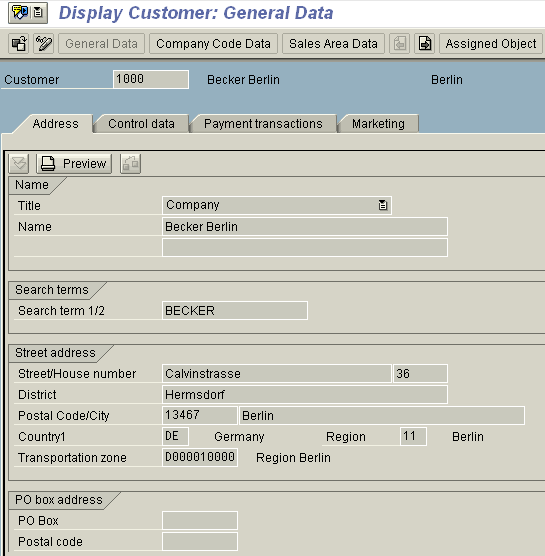 Display Customer: General Data
General Data Company Code Data Sales Area Data Assigned Object
Customer 1000 Becker Berlin Berlin
Address Control data Payment transactions Marketing
Preview
Name
Title Company
Name Becker Berlin
Search terms
Search term 1/2 BECKER
Street address
Street/House number Calvinstrasse 36
District Hermsdorf
Postal Code/City 13467 Berlin
Country1 DE Germany Region 11 Berlin
Transportation zone D000010000 Region Berlin
PO box address
PO Box
Postal code